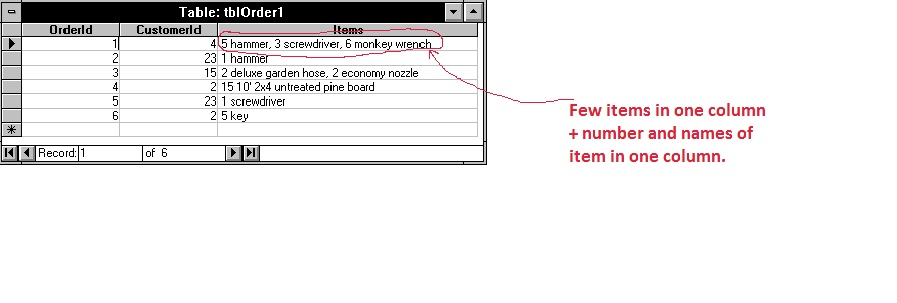 Table: tblOrder1
OrderId CustomerId Items
1 4 5 hammer, 3 screwdriver, 6 monkey wrench
2 23 1 hammer
3 15 2 deluxe garden hose, 2 economy nozzle
4 2 15 10' 2x4 untreated pine board
5 23 1 screwdriver
6 2 5 key
Record: 1 of 6
Few items in one column
+ number and names of
item in one column.